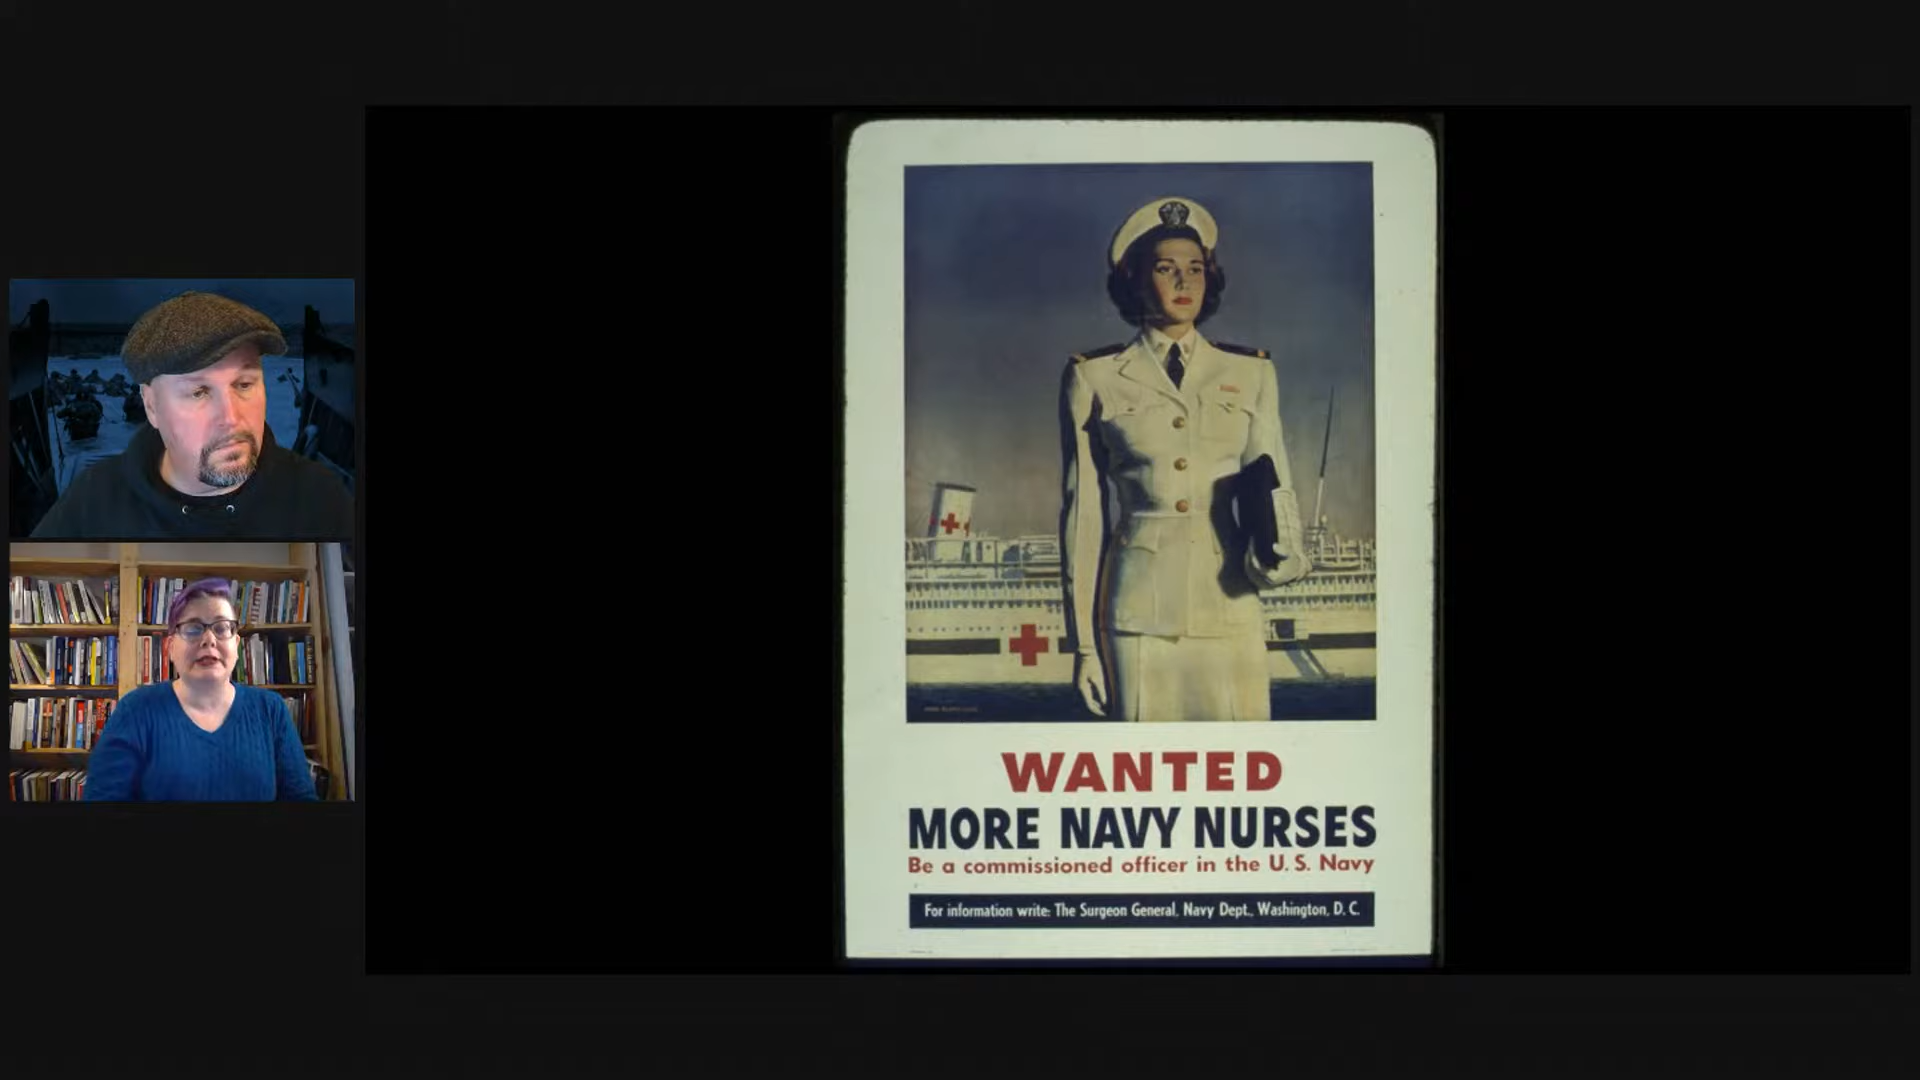 WANTED
MORE NAVY NURSES
Be a commissioned officer in the U.S. Navy
For information write: The Surgeon General, Navy Dept., Washington, D. C.